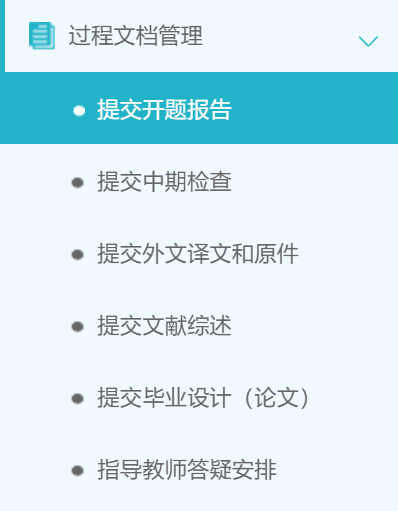 过程文档管理
提交开题报告
提交中期检查
提交外文译文和原件
提交文献综述
提交毕业设计（论文）
指导教师答疑安排